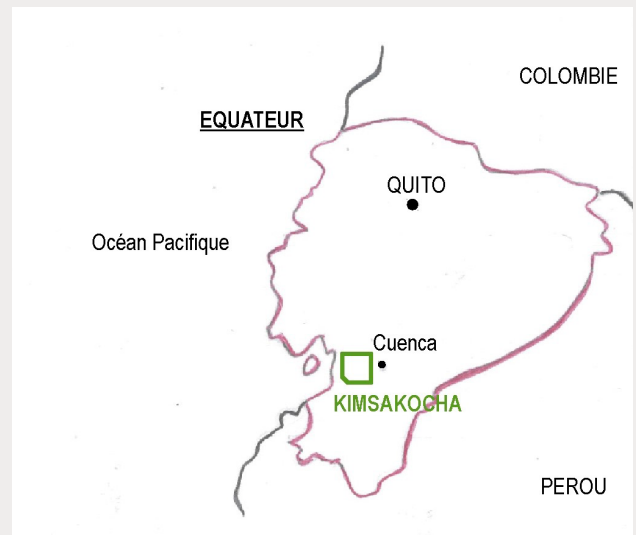 COLOMBIE
EQUATEUR
QUITO
Océan Pacifique
Cuenca
KIMSAKOCHA
PEROU